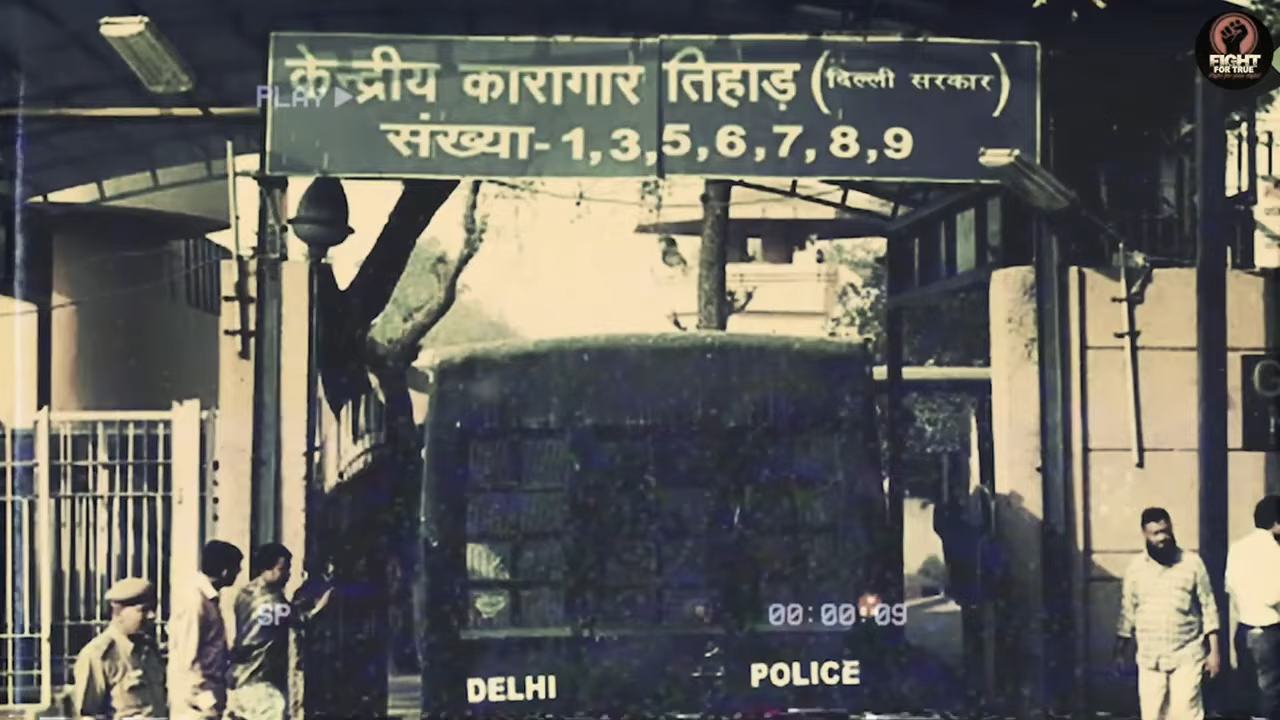 केन्द्रीय कारागार तिहाड़ (दिल्ली सरकार)
संख्या-1,3,5,6,7,8,9
PLAY
FIGHT
FOR TRUE
SP
00:00:09
DELHI POLICE